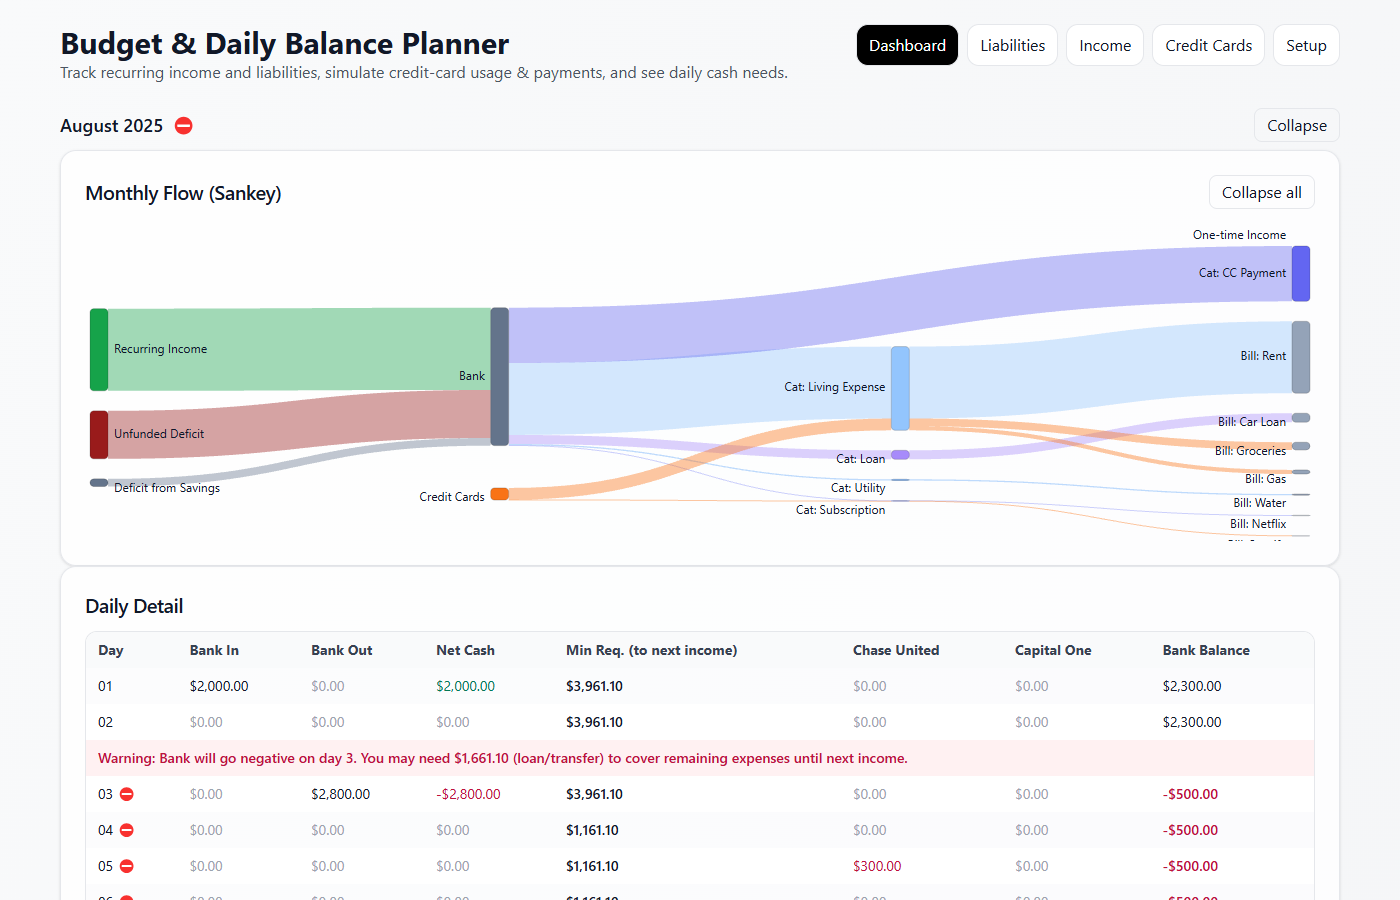 Budget & Daily Balance Planner
Track recurring income and liabilities, simulate credit-card usage & payments, and see daily cash needs.
Dashboard Liabilities Income Credit Cards Setup
August 2025
Collapse
Monthly Flow (Sankey)
Collapse all
One-time Income
Cat: CC Payment
Recurring Income
Bill: Rent
Bank
Cat: Living Expense
Bill: Car Loan
Unfunded Deficit
Bill: Groceries
Cat: Loan
Bill: Gas
Deficit from Savings
Cat: Utility
Credit Cards
Bill: Water
Cat: Subscription
Bill: Netflix
Daily Detail
Day Bank In Bank Out Net Cash Min Req. (to next income) Chase United Capital One Bank Balance
01 $2,000.00 $0.00 $2,000.00 $3,961.10 $0.00 $0.00 $2,300.00
02 $0.00 $0.00 $0.00 $3,961.10 $0.00 $0.00 $2,300.00
Warning: Bank will go negative on day 3. You may need $1,661.10 (loan/transfer) to cover remaining expenses until next income.
03 $0.00 $2,800.00 -$2,800.00 $3,961.10 $0.00 $0.00 -$500.00
04 $0.00 $0.00 $0.00 $1,161.10 $0.00 $0.00 -$500.00
05 $0.00 $0.00 $0.00 $1,161.10 $300.00 $0.00 -$500.00